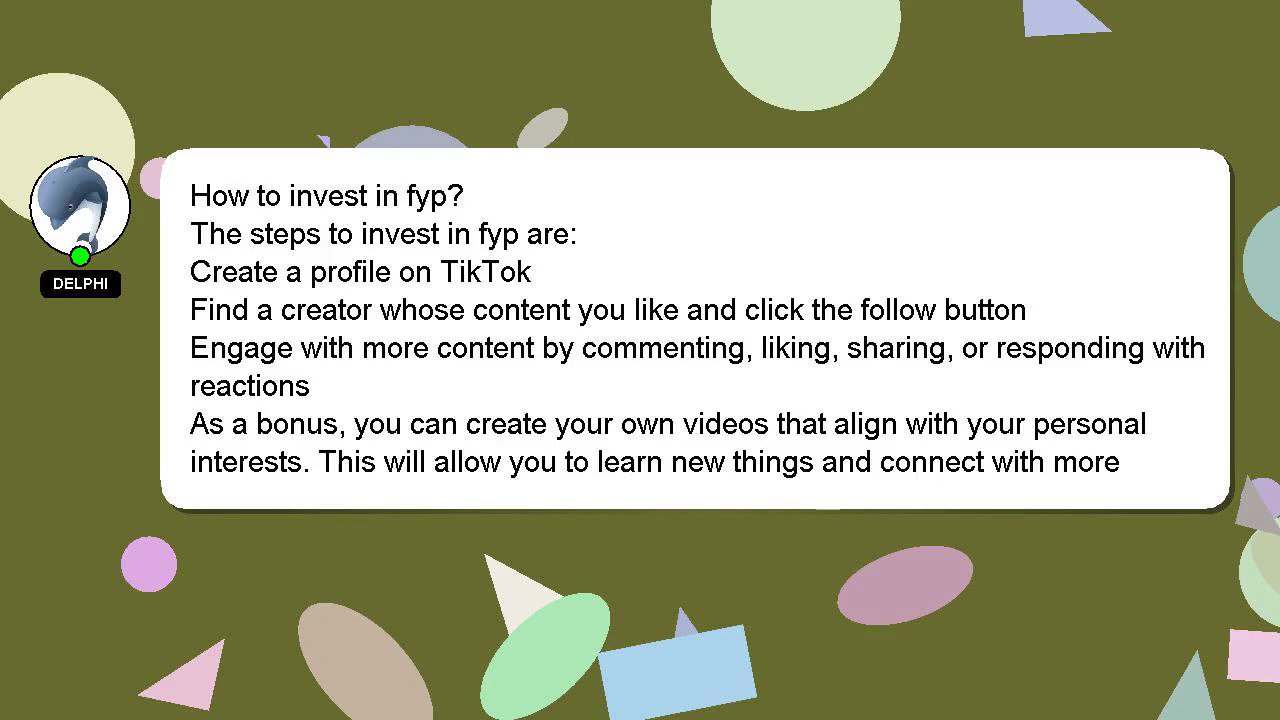 How to invest in fyp?
The steps to invest in fyp are:
Create a profile on TikTok
Find a creator whose content you like and click the follow button
Engage with more content by commenting, liking, sharing, or responding with
reactions
As a bonus, you can create your own videos that align with your personal
interests. This will allow you to learn new things and connect with more
DELPHI